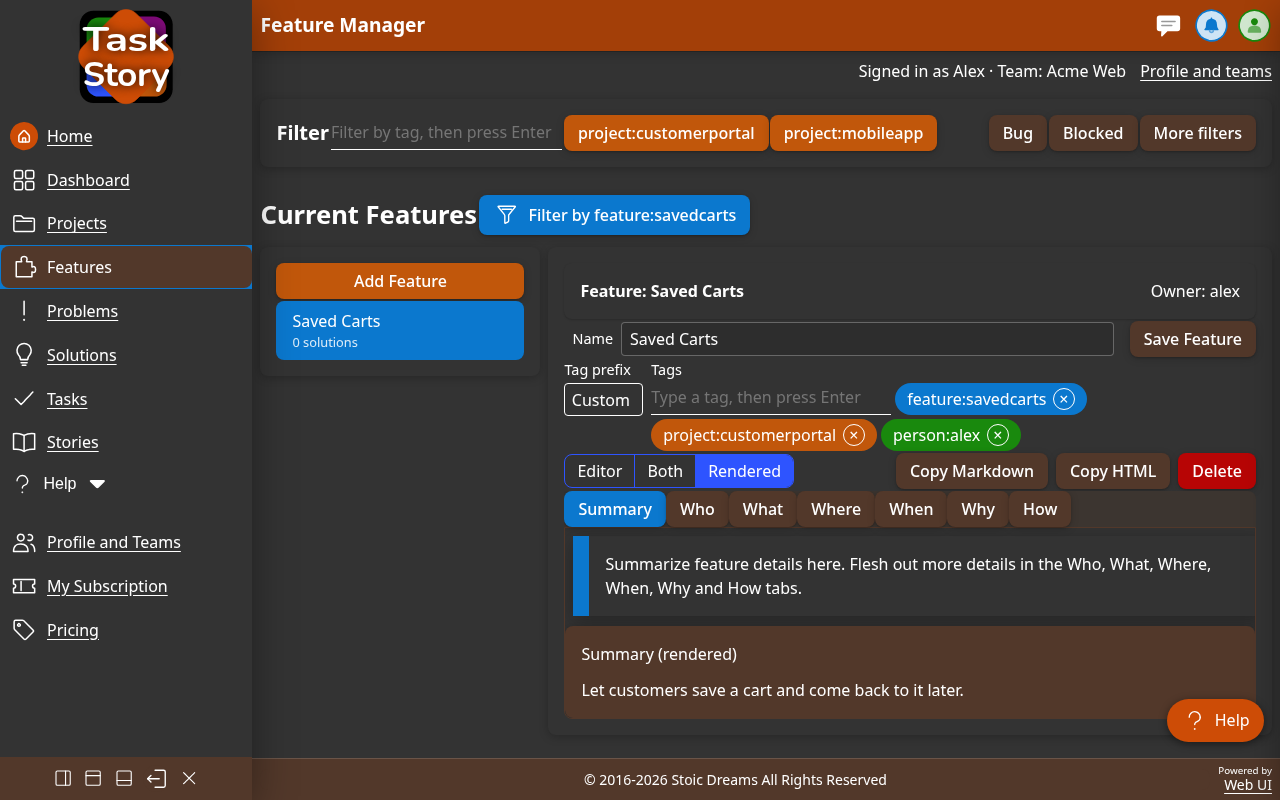 Task
Story
Feature Manager
Signed in as Alex · Team: Acme Web Profile and teams
Home
Dashboard
Projects
Features
Problems
Solutions
Tasks
Stories
Help
Profile and Teams
My Subscription
Pricing
Filter Filter by tag, then press Enter project:customerportal project:mobileapp Bug Blocked More filters
Current Features Filter by feature:savedcarts
Add Feature
Saved Carts
0 solutions
Feature: Saved Carts Owner: alex
Name Saved Carts Save Feature
Tag prefix Tags
Custom Type a tag, then press Enter feature:savedcarts
project:customerportal person:alex
Editor Both Rendered Copy Markdown Copy HTML Delete
Summary Who What Where When Why How
Summarize feature details here. Flesh out more details in the Who, What, Where,
When, Why and How tabs.
Summary (rendered)
Let customers save a cart and come back to it later.
Help
© 2016-2026 Stoic Dreams All Rights Reserved
Powered by
Web UI